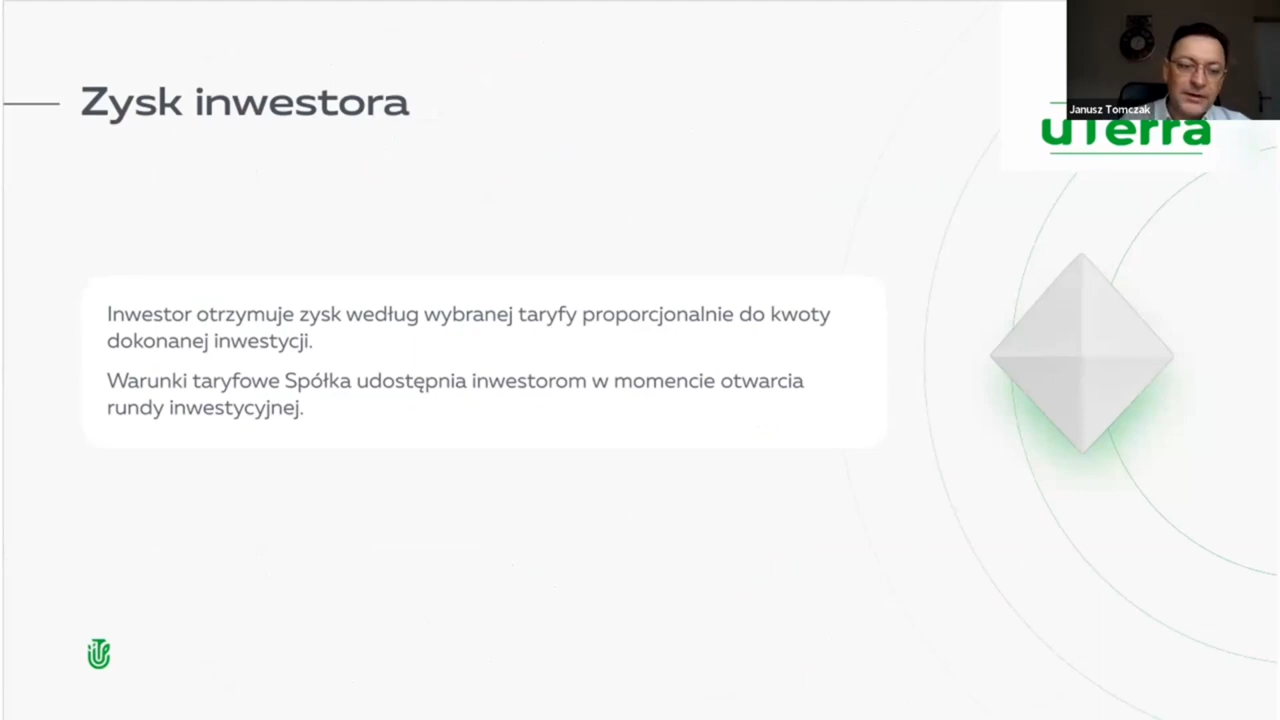 Zysk inwestora
Janusz Tomczak
uTerra
Inwestor otrzymuje zysk według wybranej taryfy proporcjonalnie do kwoty
dokonanej inwestycji.
Warunki taryfowe Spółka udostępnia inwestorom w momencie otwarcia
rundy inwestycyjnej.